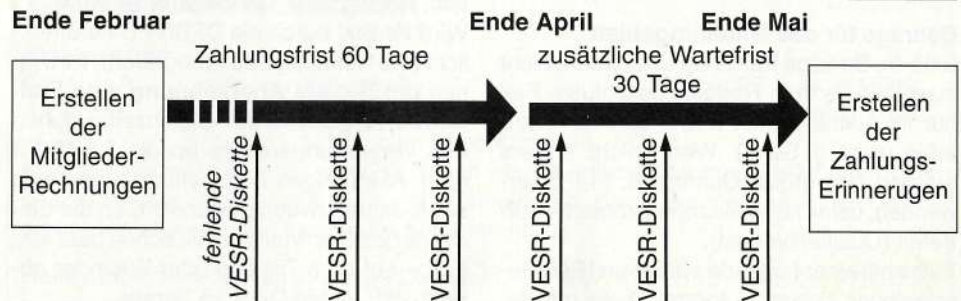 Ende Februar
Ende April
Ende Mai
Zahlungsfrist 60 Tage
zusätzliche Wartefrist
30 Tage
Erstellen
der
Mitglieder-
Rechnungen
fehlende
VESR-Diskette
VESR-Diskette
VESR-Diskette
VESR-Diskette
VESR-Diskette
VESR-Diskette
Erstellen
der
Zahlungs-
Erinnerugen